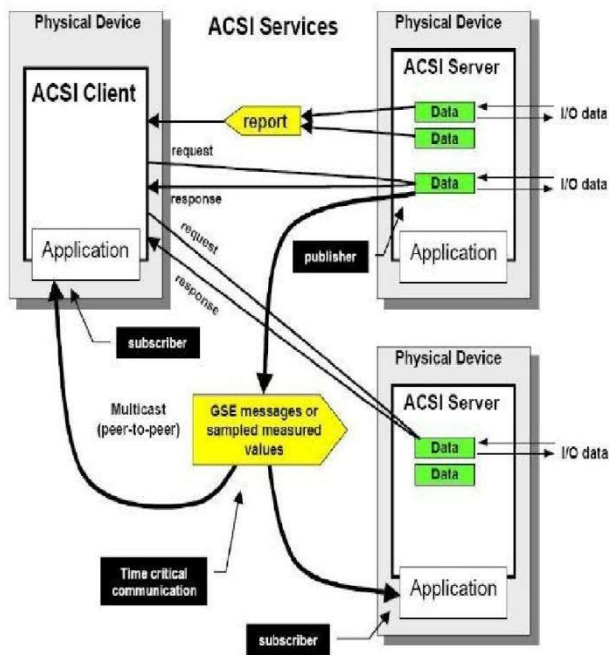 Physical Device
ACSI Services
Physical Device
ACSI Client
ACSI Server
report
Data
Data
I/O data
request
Data
I/O data
response
request
Application
publisher
Application
response
subscriber
Physical Device
ACSI Server
Multicast
(peer-to-peer)
GSE messages or
sampled measured
values
Data
I/O data
Data
Time critical
communication
Application
subscriber